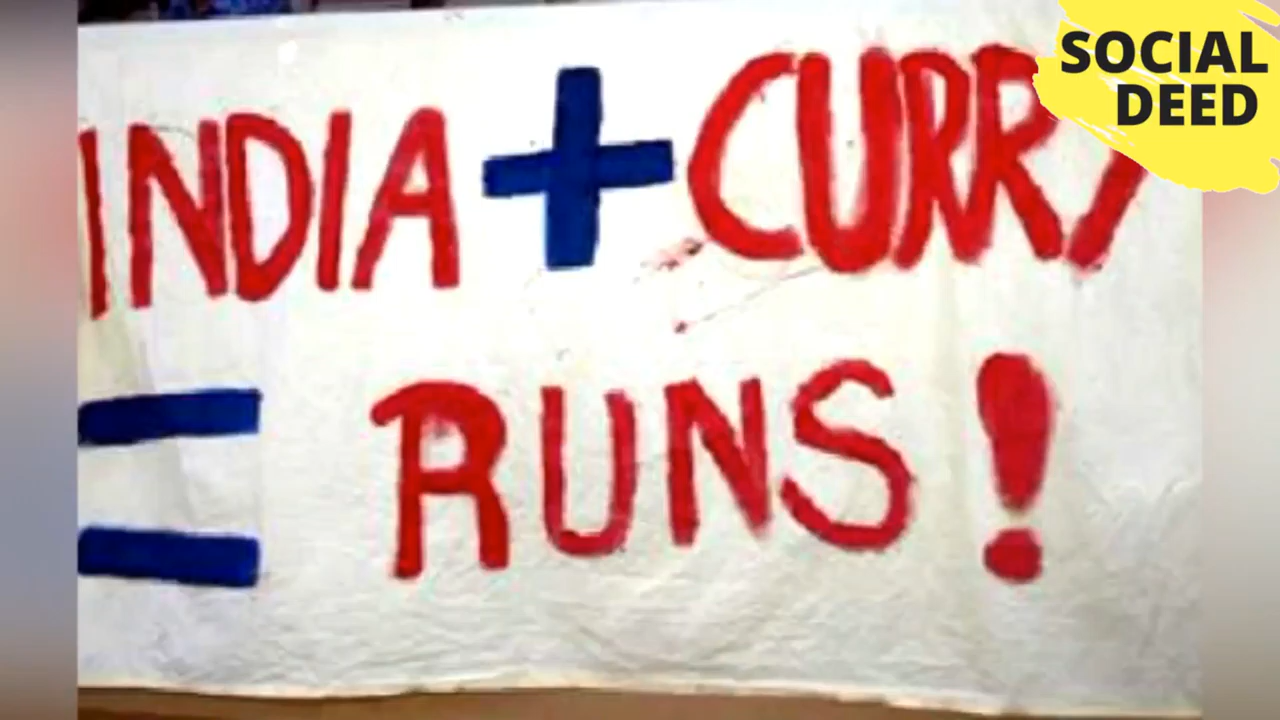 INDIA + CURRY
= RUNS!
SOCIAL
DEED